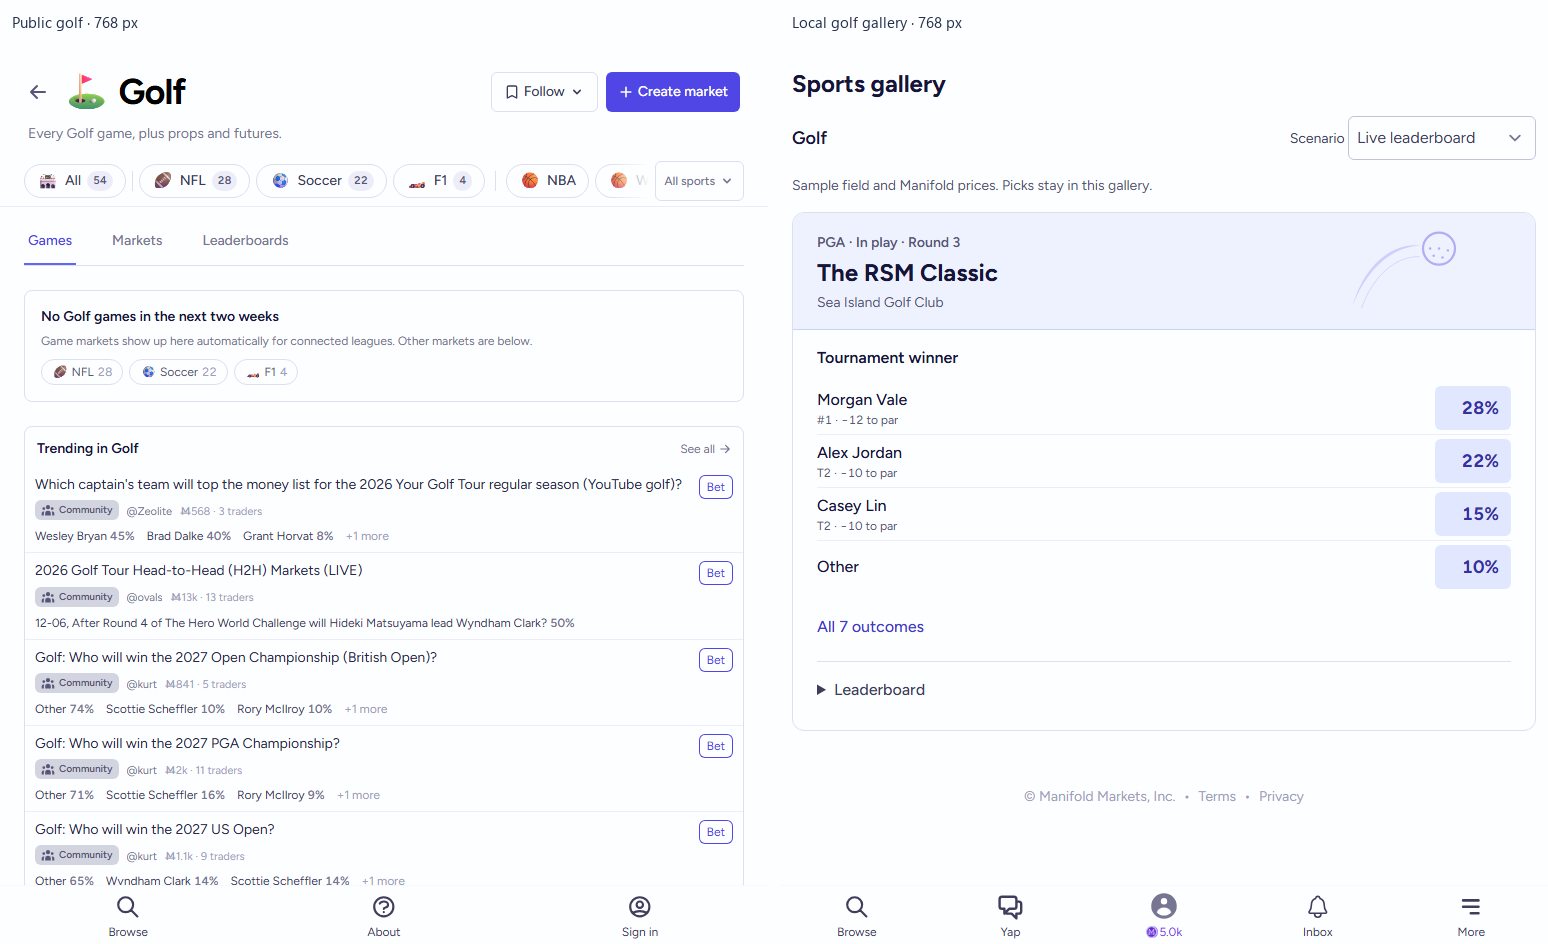 Public golf · 768 px
Golf
Follow
+ Create market
Every Golf game, plus props and futures.
All 54
NFL 28
Soccer 22
F1 4
NBA
W
All sports
Games
Markets
Leaderboards
No Golf games in the next two weeks
Game markets show up here automatically for connected leagues. Other markets are below.
NFL 28
Soccer 22
F1 4
Trending in Golf
See all →
Which captain's team will top the money list for the 2026 Your Golf Tour regular season (YouTube golf)?
Bet
Community @Zeolite M568 · 3 traders
Wesley Bryan 45% Brad Dalke 40% Grant Horvat 8% +1 more
2026 Golf Tour Head-to-Head (H2H) Markets (LIVE)
Bet
Community @ovals M13k · 13 traders
12-06, After Round 4 of The Hero World Challenge will Hideki Matsuyama lead Wyndham Clark? 50%
Golf: Who will win the 2027 Open Championship (British Open)?
Bet
Community @kurt M841 · 5 traders
Other 74% Scottie Scheffler 10% Rory McIlroy 10% +1 more
Golf: Who will win the 2027 PGA Championship?
Bet
Community @kurt M2k · 11 traders
Other 71% Scottie Scheffler 16% Rory McIlroy 9% +1 more
Golf: Who will win the 2027 US Open?
Bet
Community @kurt M1.1k · 9 traders
Other 65% Wyndham Clark 14% Scottie Scheffler 14% +1 more
Browse
About
Sign in
Local golf gallery · 768 px
Sports gallery
Golf
Scenario
Live leaderboard
Sample field and Manifold prices. Picks stay in this gallery.
PGA · In play · Round 3
The RSM Classic
Sea Island Golf Club
Tournament winner
Morgan Vale
#1 · −12 to par
28%
Alex Jordan
T2 · −10 to par
22%
Casey Lin
T2 · −10 to par
15%
Other
10%
All 7 outcomes
Leaderboard
© Manifold Markets, Inc. • Terms • Privacy
Browse
Yap
M 5.0k
Inbox
More